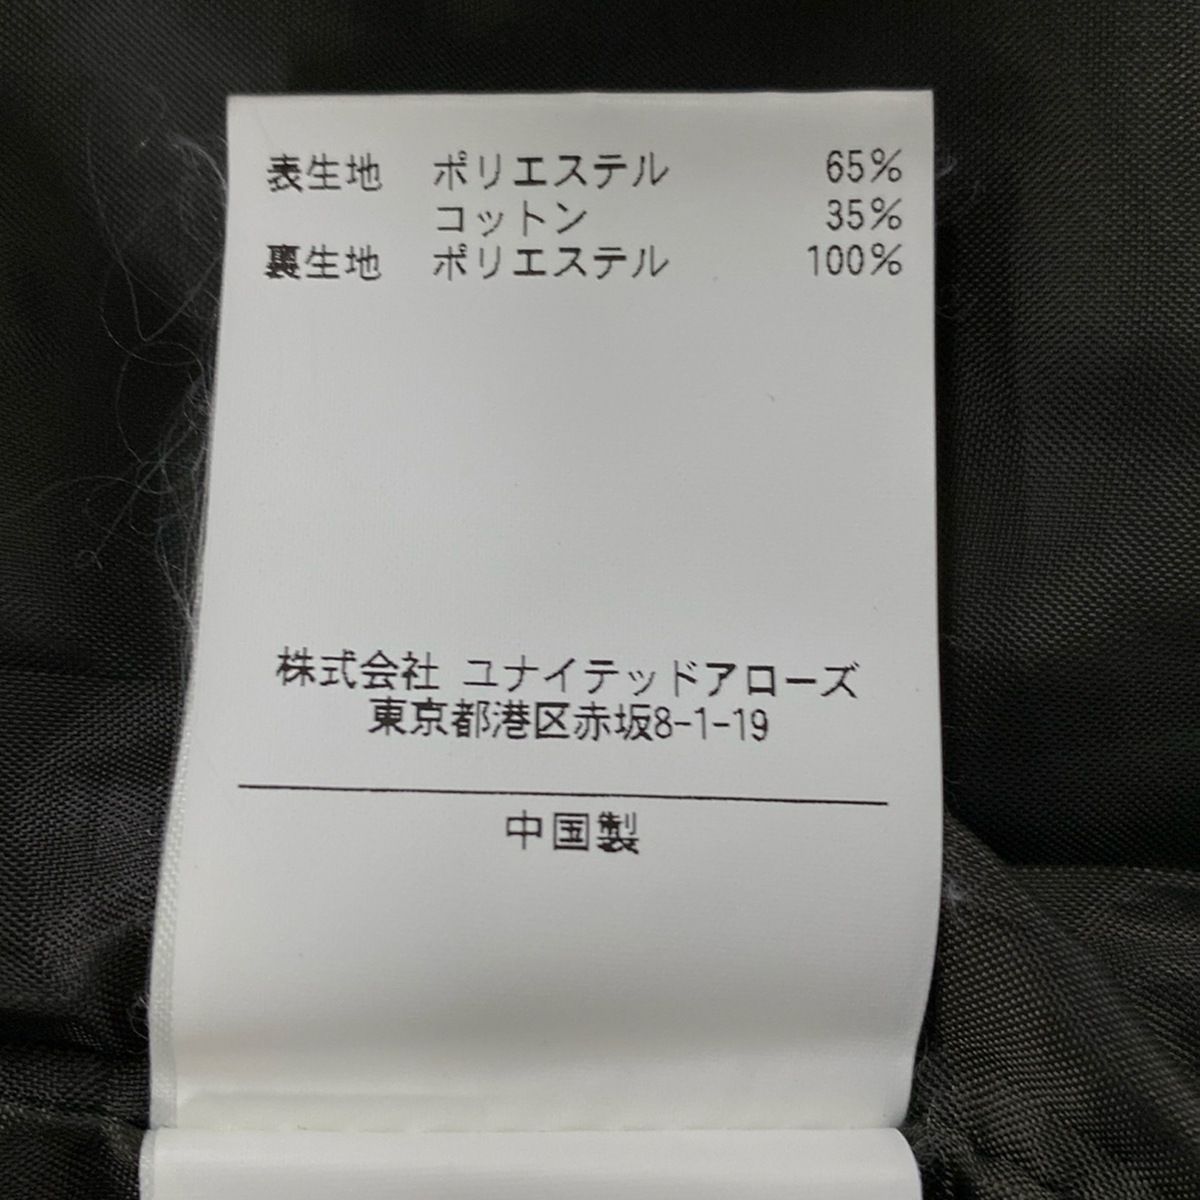 表生地 ポリエステル 65%
コットン 35%
裏生地 ポリエステル 100%
株式会社 ユナイテッドアローズ
東京都港区赤坂8-1-19
中国製